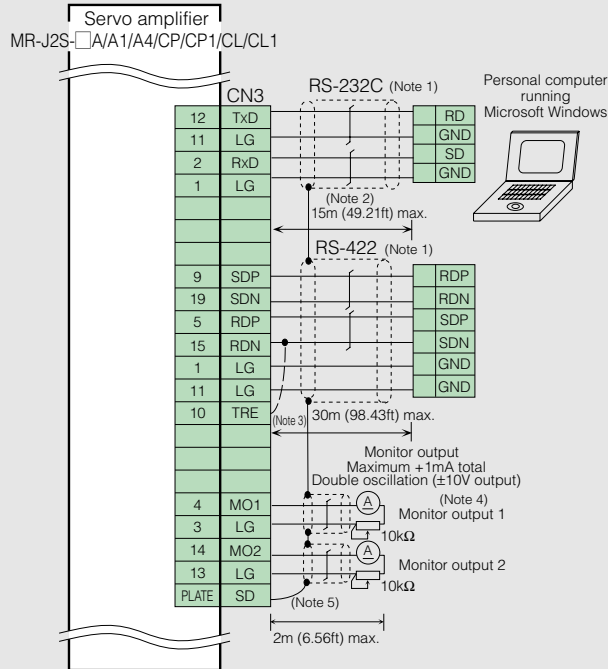 Servo amplifier
MR-J2S-□A/A1/A4/CP/CP1/CL/CL1
CN3
RS-232C (Note 1)
Personal computer
running
Microsoft Windows
12 TxD RD
11 LG GND
2 RxD SD
1 LG GND
(Note 2)
15m (49.21ft) max.
RS-422 (Note 1)
9 SDP RDP
19 SDN RDN
5 RDP SDP
15 RDN SDN
1 LG GND
11 LG GND
10 TRE
(Note 3)
30m (98.43ft) max.
Monitor output
Maximum +1mA total
Double oscillation (±10V output)
(Note 4)
4 MO1 A
Monitor output 1
3 LG
10kΩ
14 MO2 A
Monitor output 2
13 LG
10kΩ
PLATE SD
(Note 5)
2m (6.56ft) max.